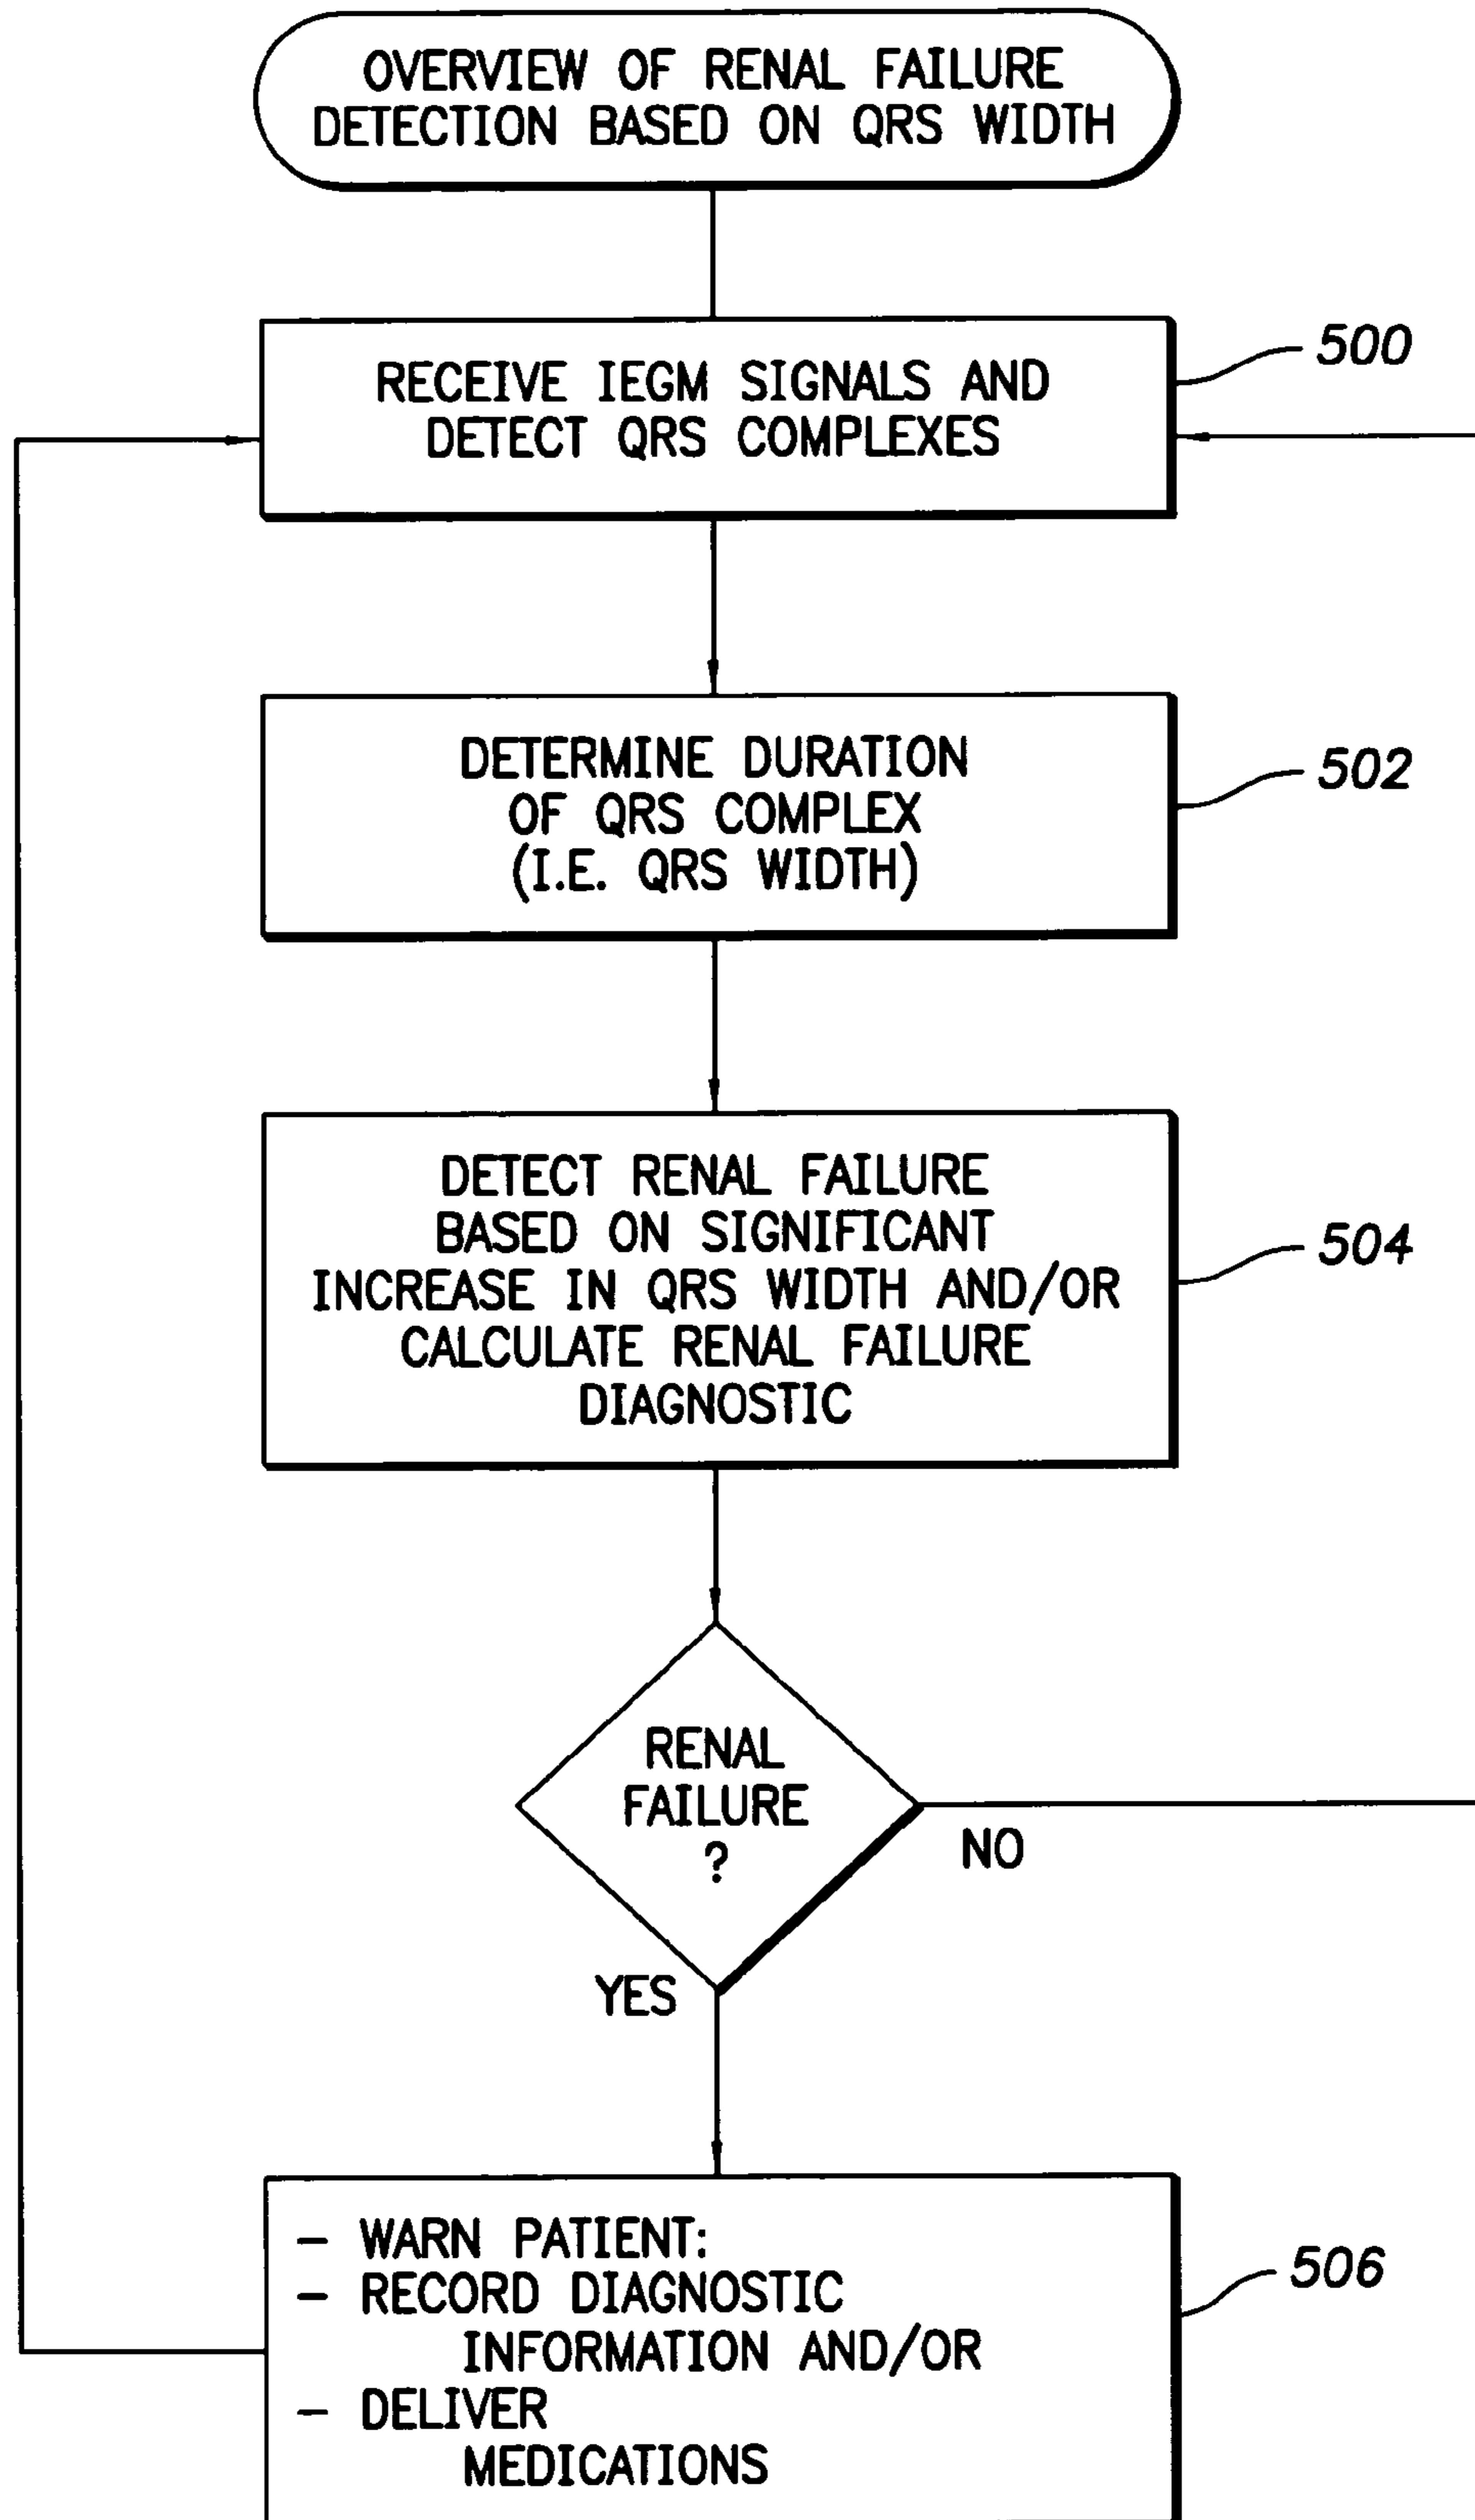 OVERVIEW OF RENAL FAILURE
DETECTION BASED ON QRS WIDTH
RECEIVE IEGM SIGNALS AND
DETECT QRS COMPLEXES
500
DETERMINE DURATION
OF QRS COMPLEX
(I.E. QRS WIDTH)
502
DETECT RENAL FAILURE
BASED ON SIGNIFICANT
INCREASE IN QRS WIDTH AND/OR
CALCULATE RENAL FAILURE
DIAGNOSTIC
504
RENAL
FAILURE
?
NO
YES
- WARN PATIENT:
- RECORD DIAGNOSTIC
INFORMATION AND/OR
- DELIVER
MEDICATIONS
506